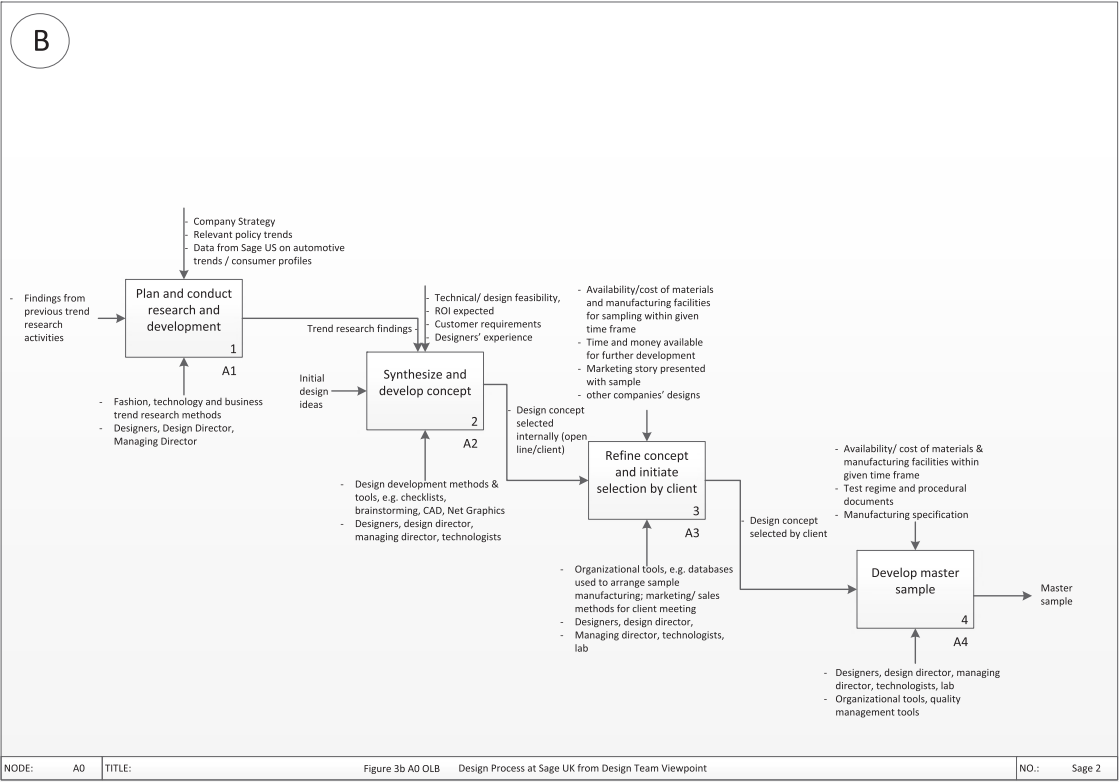 B
- Company Strategy
- Relevant policy trends
- Data from Sage US on automotive
trends / consumer profiles
- Findings from
previous trend
research
activities
Plan and conduct
research and
development
1
A1
- Fashion, technology and business
trend research methods
- Designers, Design Director,
Managing Director
Trend research findings
- Technical/ design feasibility,
- ROI expected
- Customer requirements
- Designers’ experience
Initial
design
ideas
Synthesize and
develop concept
2
A2
- Design development methods &
tools, e.g. checklists,
brainstorming, CAD, Net Graphics
- Designers, design director,
managing director, technologists
- Design concept
selected
internally (open
line/client)
- Availability/cost of materials
and manufacturing facilities
for sampling within given
time frame
- Time and money available
for further development
- Marketing story presented
with sample
- other companies’ designs
Refine concept
and initiate
selection by client
3
A3
- Organizational tools, e.g. databases
used to arrange sample
manufacturing; marketing/ sales
methods for client meeting
- Designers, design director,
- Managing director, technologists,
lab
- Design concept
selected by client
- Availability/ cost of materials &
manufacturing facilities within
given time frame
- Test regime and procedural
documents
- Manufacturing specification
Develop master
sample
4
A4
Master
sample
- Designers, design director, managing
director, technologists, lab
- Organizational tools, quality
management tools
NODE: A0 TITLE: Figure 3b A0 OLB Design Process at Sage UK from Design Team Viewpoint NO.: Sage 2